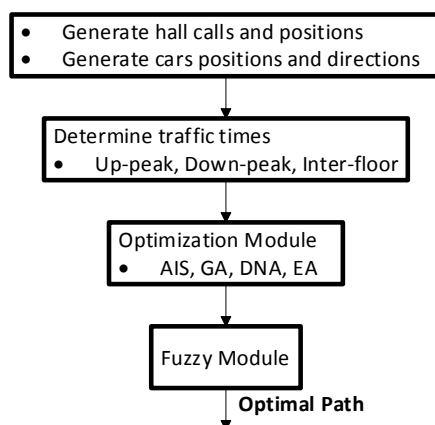 • Generate hall calls and positions
• Generate cars positions and directions
Determine traffic times
• Up-peak, Down-peak, Inter-floor
Optimization Module
• AIS, GA, DNA, EA
Fuzzy Module
Optimal Path